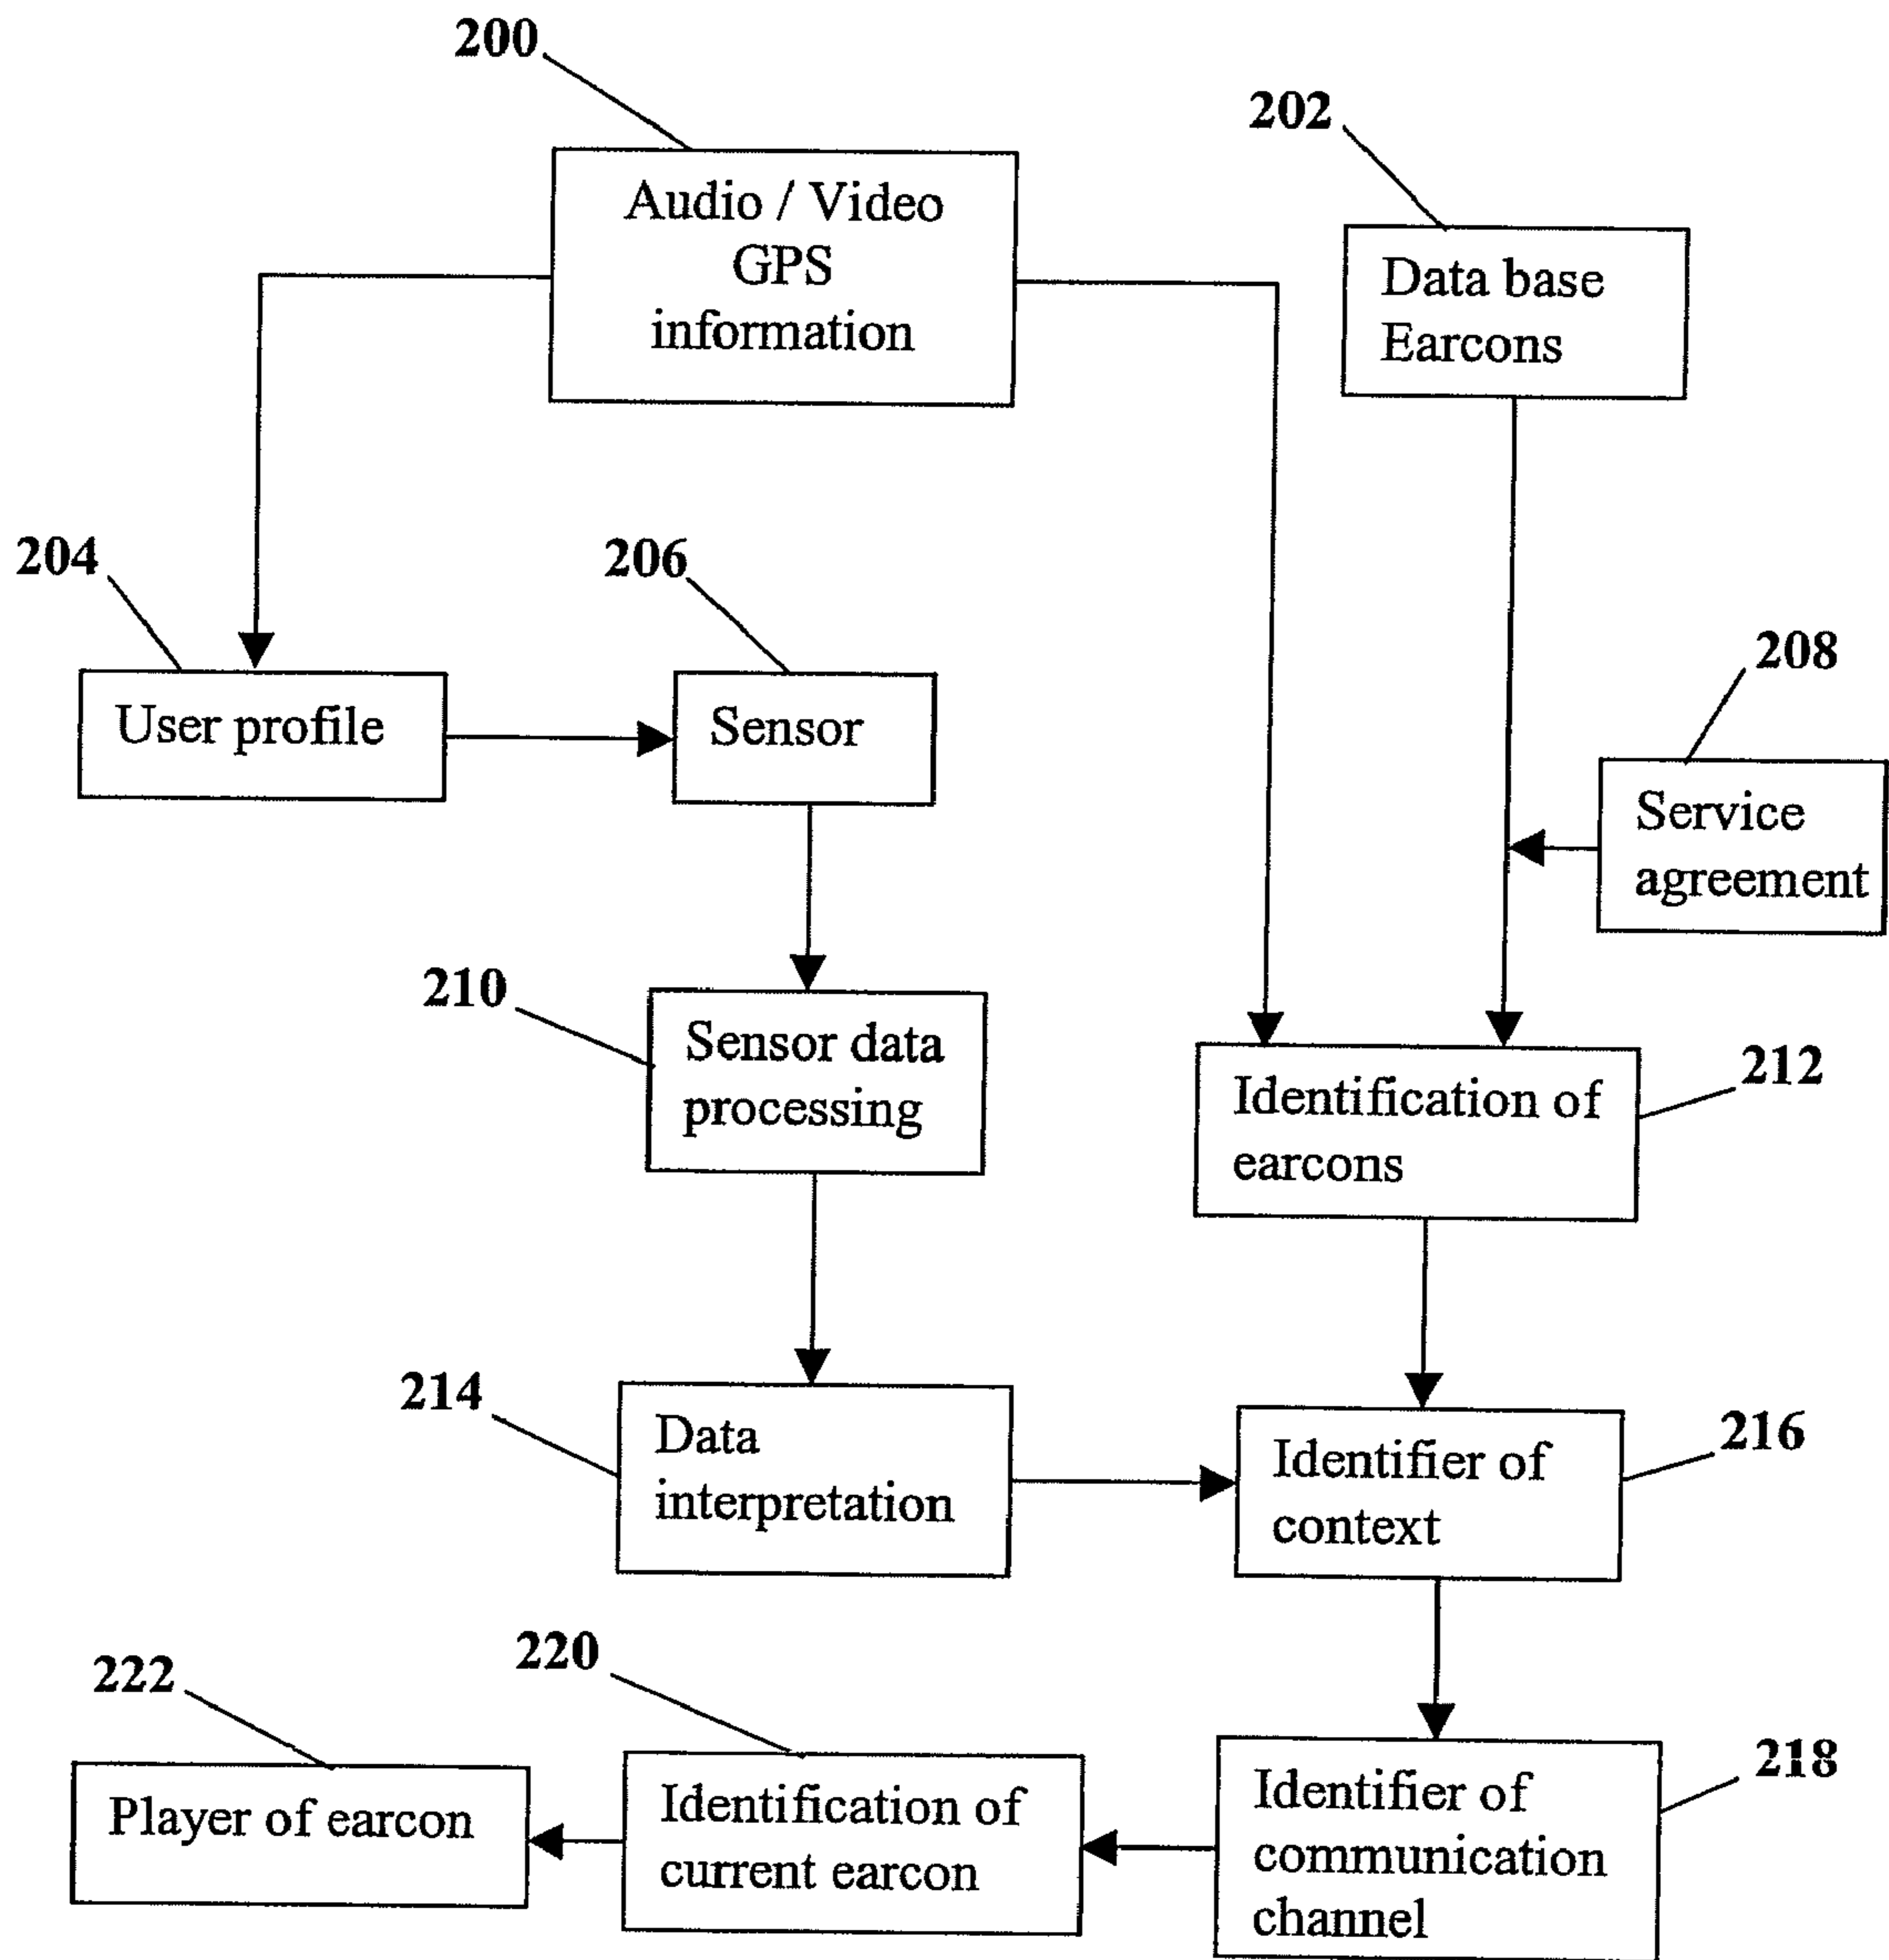 200
202
Audio / Video
GPS
information
Data base
Earcons
204
206
208
User profile
Sensor
Service
agreement
210
212
Sensor data
processing
Identification of
earcons
214
216
Data
interpretation
Identifier of
context
222
220
218
Player of earcon
Identification of
current earcon
Identifier of
communication
channel